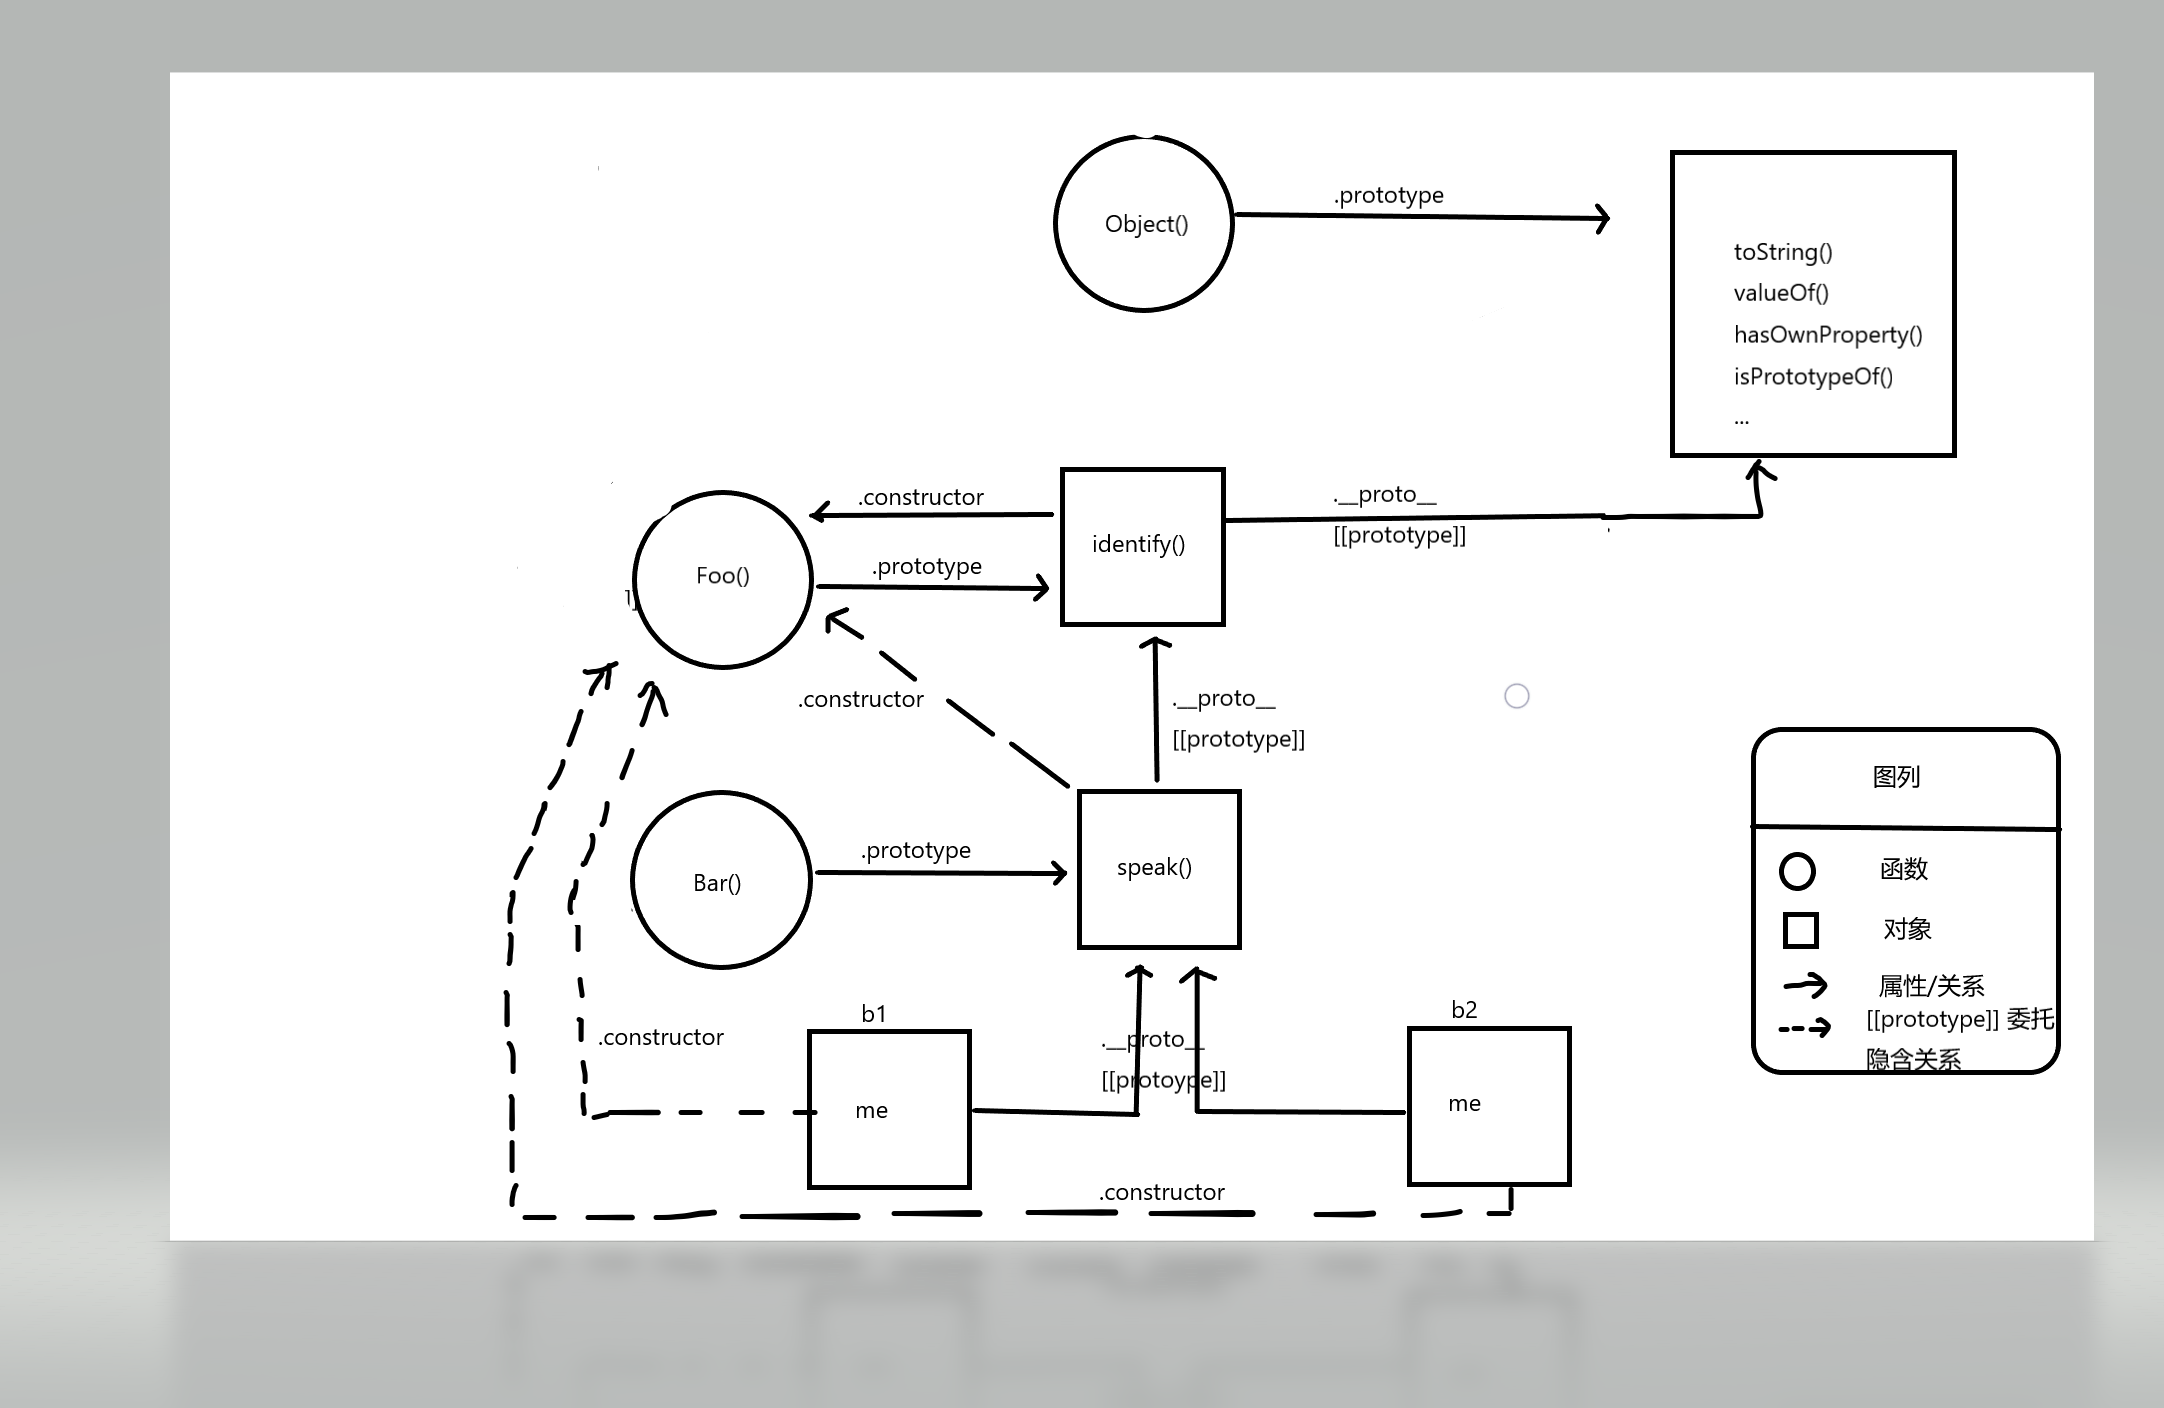 Object()
.prototype
toString()
valueOf()
hasOwnProperty()
isPrototypeOf()
...
.constructor
.__proto__
[[prototype]]
identify()
Foo()
.prototype
.constructor
.__proto__
[[prototype]]
Bar()
.prototype
speak()
图列
函数
对象
属性/关系
[[prototype]] 委托
隐含关系
b1
b2
.constructor
.__proto__
[[protoype]]
me
me
.constructor